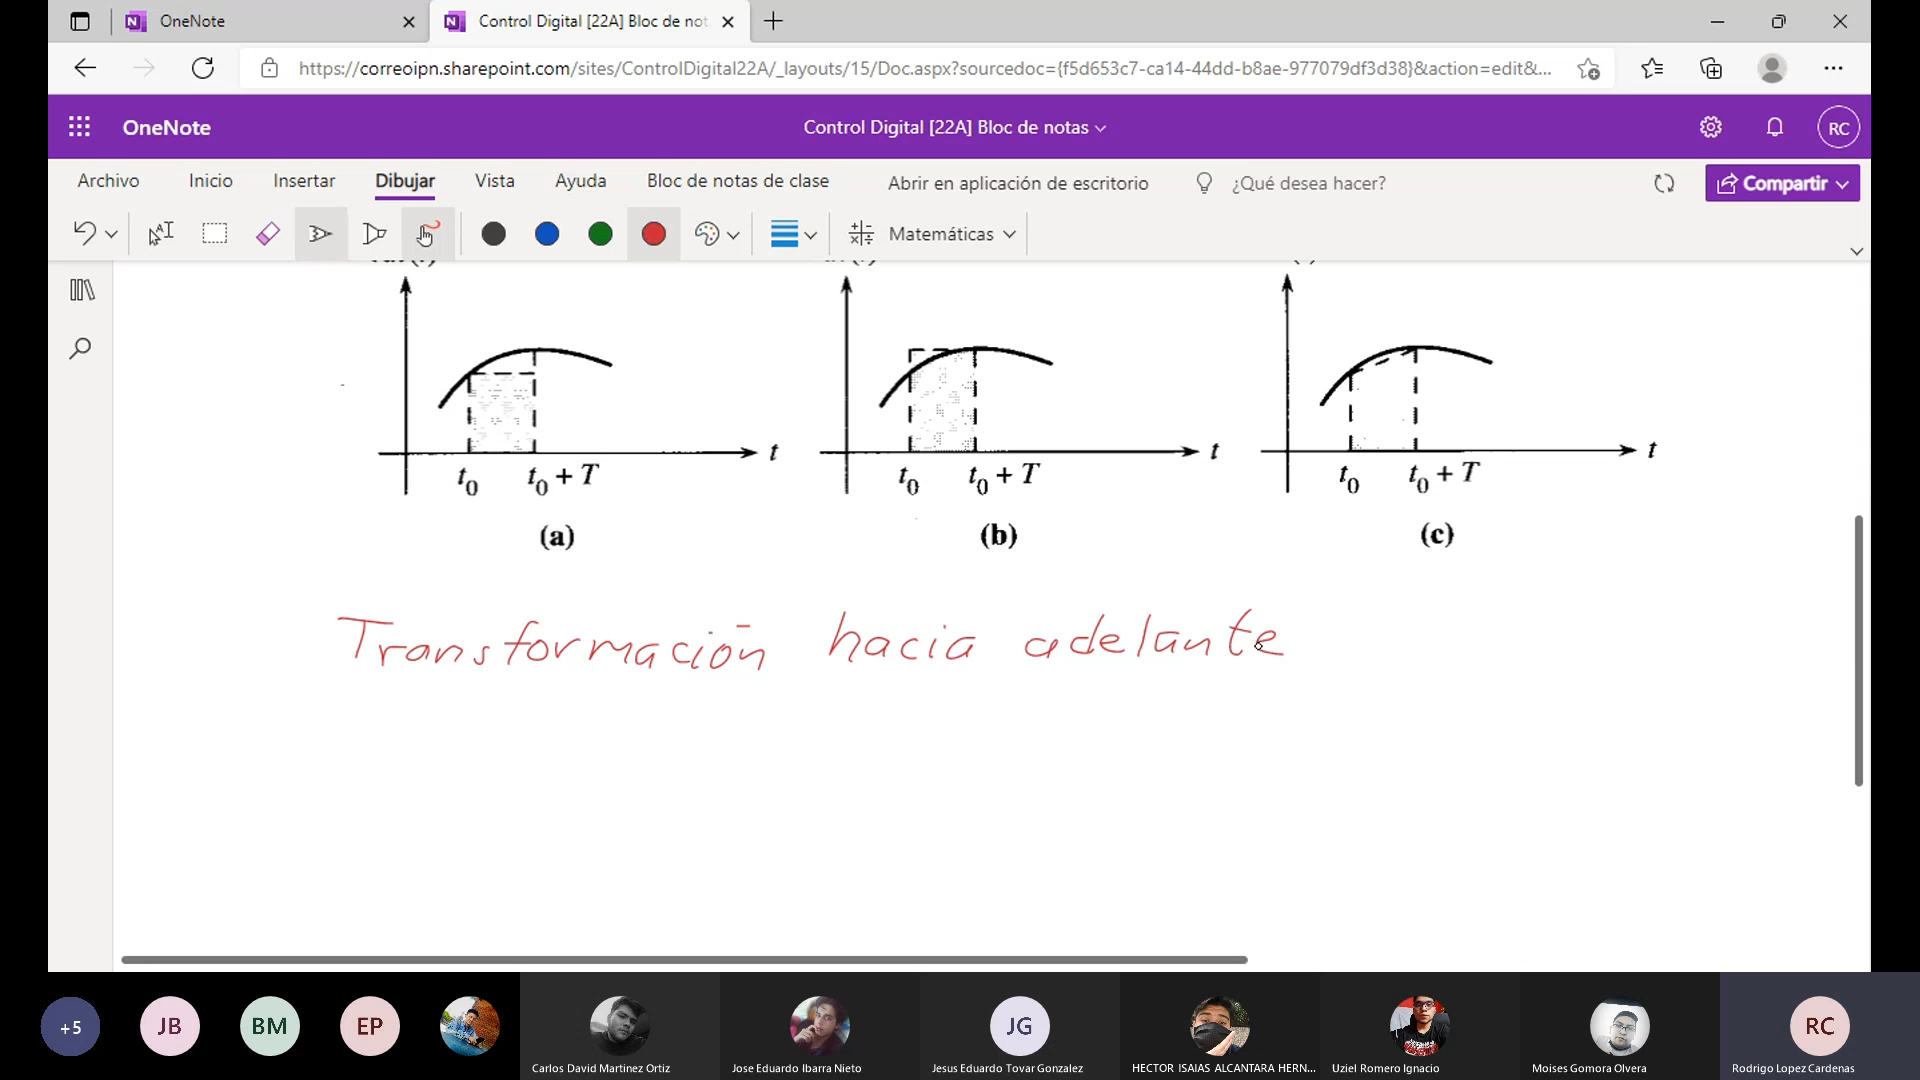 OneNote
Control Digital [22A] Bloc de not
https://correoipn.sharepoint.com/sites/ControlDigital22A/_layouts/15/Doc.aspx?sourcedoc={f5d653c7-ca14-44dd-b8ae-977079df3d38}&action=edit&...
OneNote
Control Digital [22A] Bloc de notas
RC
Archivo Inicio Insertar Dibujar Vista Ayuda Bloc de notas de clase Abrir en aplicación de escritorio ¿Qué desea hacer? Compartir
Matemáticas
t t t
t0 t0 + T t0 t0 + T t0 t0 + T
(a) (b) (c)
Transformación hacia adelante
+5 JB BM EP JG RC
Carlos David Martinez Ortiz Jose Eduardo Ibarra Nieto Jesus Eduardo Tovar Gonzalez HECTOR ISAIAS ALCANTARA HERN... Uziel Romero Ignacio Moises Gomora Olvera Rodrigo Lopez Cardenas